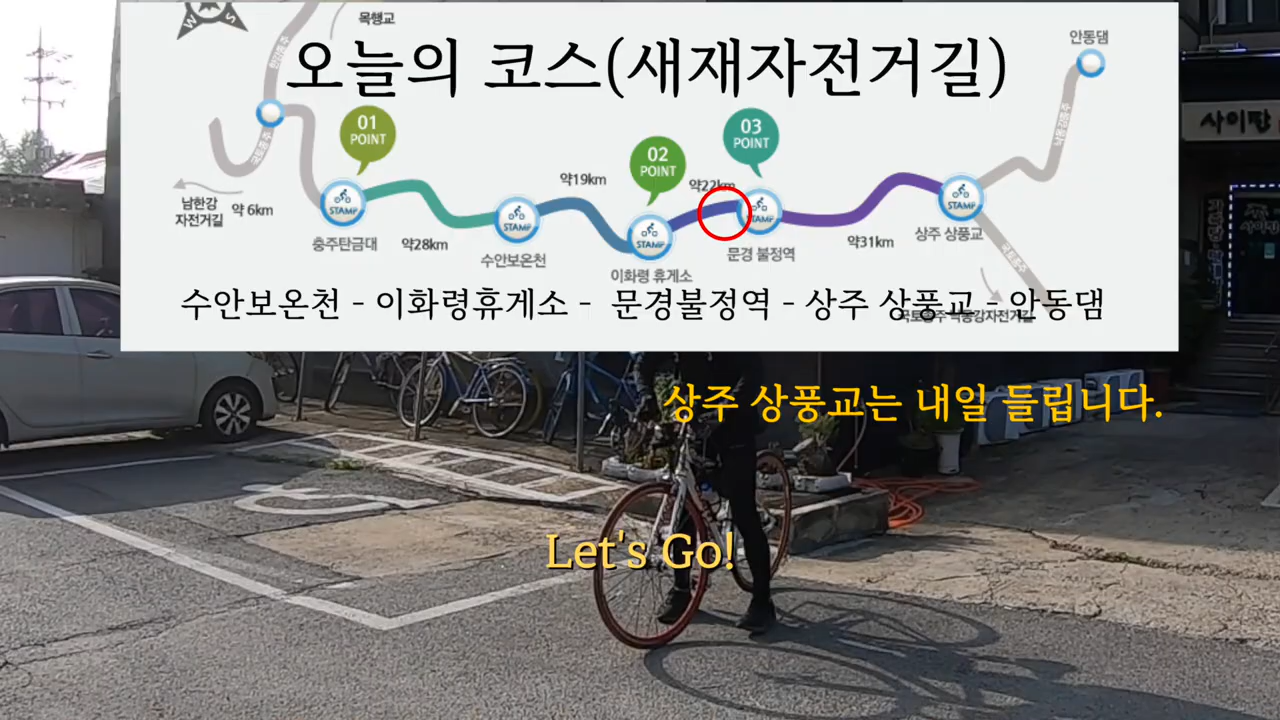 W S
목행교
안동댐
오늘의 코스(새재자전거길)
01
POINT
02
POINT
03
POINT
약19km
약22km
남한강
자전거길
약 6km
STAMP
STAMP
STAMP
STAMP
STAMP
충주탄금대
약28km
수안보온천
이화령 휴게소
문경 불정역
약31km
상주 상풍교
국토종주
수안보온천 - 이화령휴게소 - 문경불정역 - 상주 상풍교 - 안동댐
상주 상풍교는 내일 들립니다.
Let's Go!